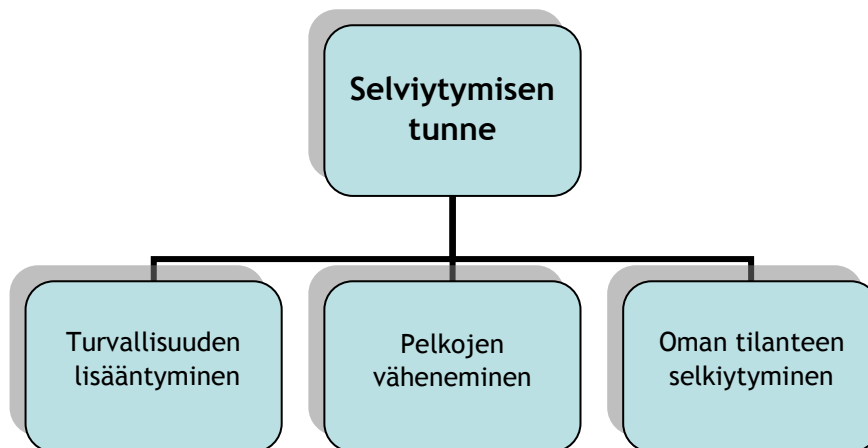 Selviytymisen
tunne
Turvallisuuden
lisääntyminen
Pelkojen
väheneminen
Oman tilanteen
selkiytyminen